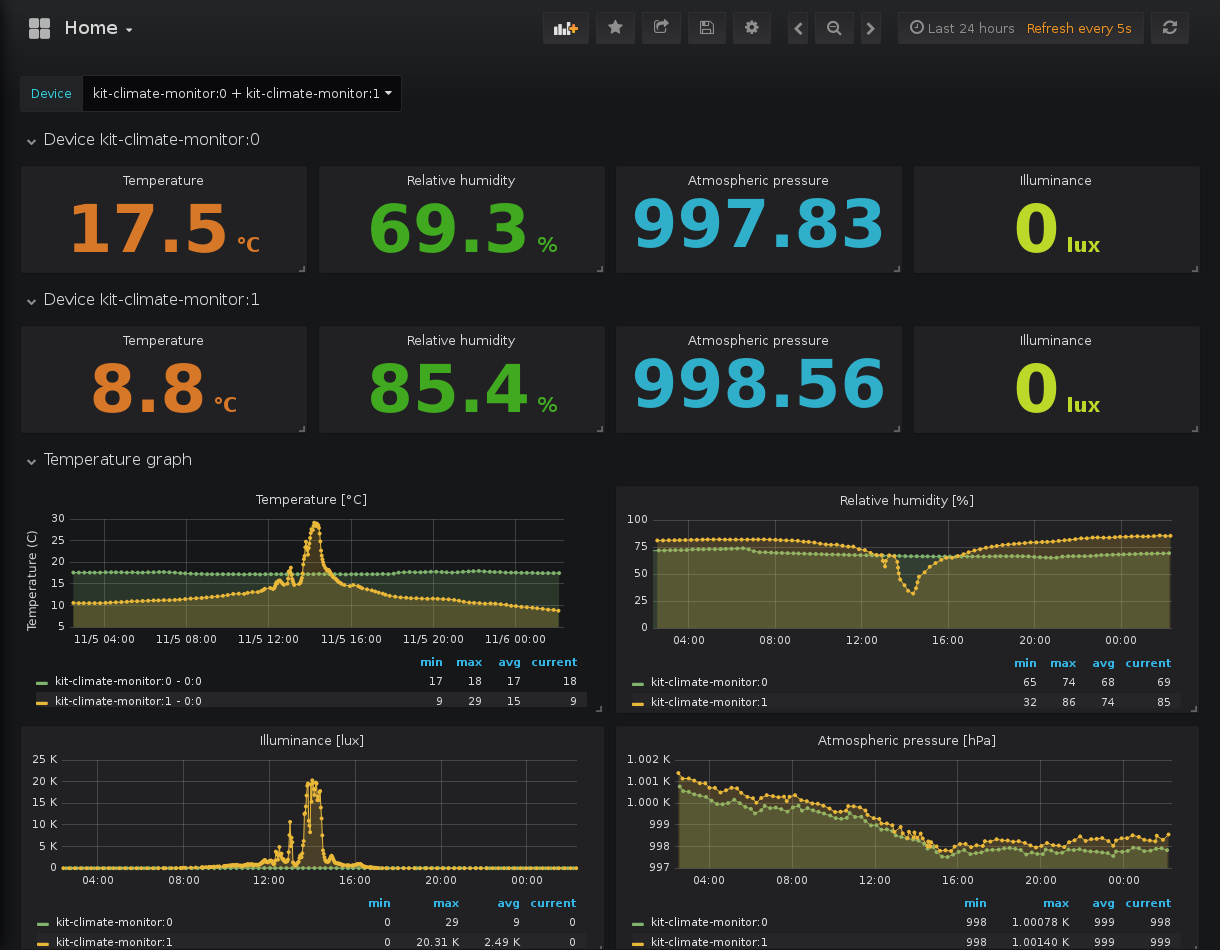 Home
Last 24 hours Refresh every 5s
Device kit-climate-monitor:0 + kit-climate-monitor:1
Device kit-climate-monitor:0
Temperature Relative humidity Atmospheric pressure Illuminance
17.5 °C 69.3 % 997.83 0 lux
Device kit-climate-monitor:1
Temperature Relative humidity Atmospheric pressure Illuminance
8.8 °C 85.4 % 998.56 0 lux
Temperature graph
Temperature [°C]
Temperature (C)
30
25
20
15
10
5
11/5 04:00 11/5 08:00 11/5 12:00 11/5 16:00 11/5 20:00 11/6 00:00
min max avg current
kit-climate-monitor:0 - 0:0 17 18 17 18
kit-climate-monitor:1 - 0:0 9 29 15 9
Relative humidity [%]
100
75
50
25
0
04:00 08:00 12:00 16:00 20:00 00:00
min max avg current
kit-climate-monitor:0 65 74 68 69
kit-climate-monitor:1 32 86 74 85
Illuminance [lux]
25 K
20 K
15 K
10 K
5 K
0
04:00 08:00 12:00 16:00 20:00 00:00
min max avg current
kit-climate-monitor:0 0 29 9 0
kit-climate-monitor:1 0 20.31 K 2.49 K 0
Atmospheric pressure [hPa]
1.002 K
1.001 K
1.000 K
999
998
997
04:00 08:00 12:00 16:00 20:00 00:00
min max avg current
kit-climate-monitor:0 998 1.00078 K 999 998
kit-climate-monitor:1 998 1.00140 K 999 999